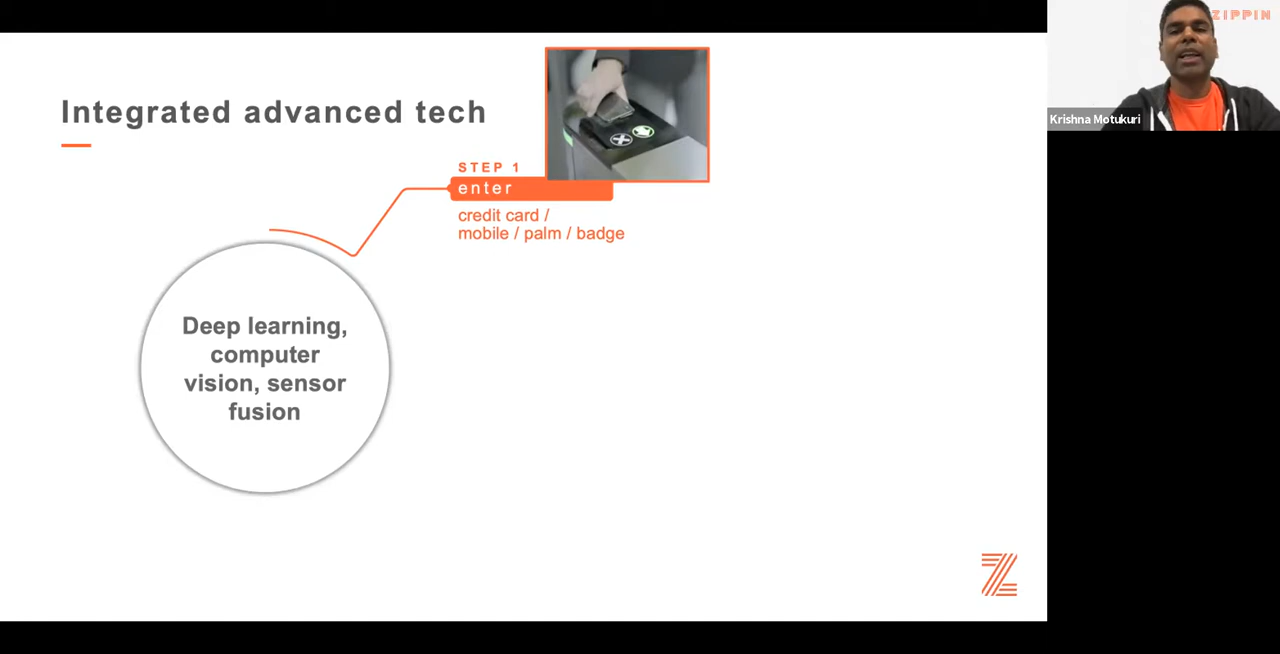 ZIPPIN
Krishna Motukuri
Integrated advanced tech
STEP 1
enter
credit card /
mobile / palm / badge
Deep learning,
computer
vision, sensor
fusion
Z